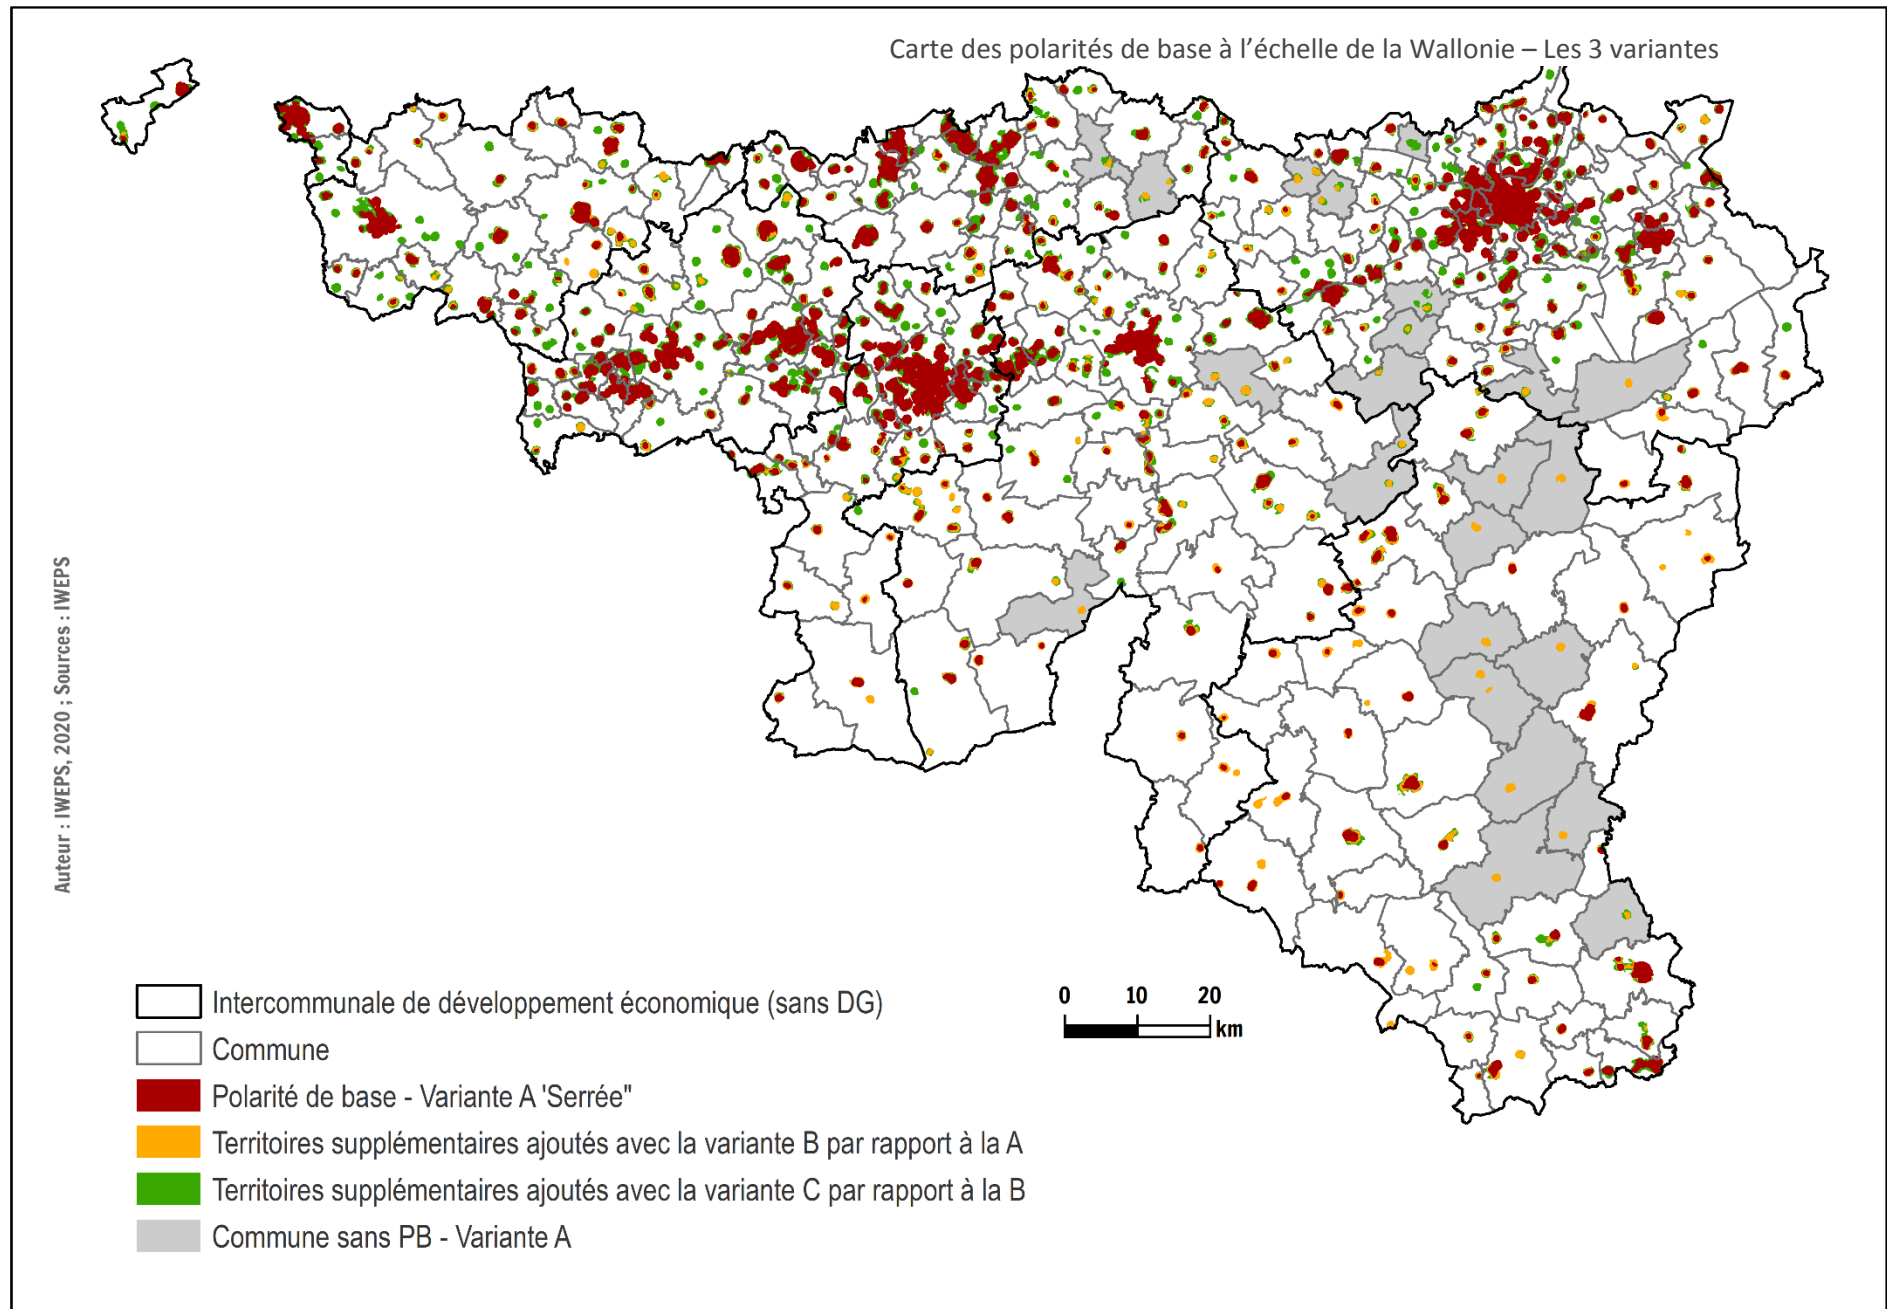 Carte des polarités de base à l'échelle de la Wallonie – Les 3 variantes
Auteur : IWEPS, 2020 ; Sources : IWEPS
Intercommunale de développement économique (sans DG)
Commune
Polarité de base - Variante A 'Serrée"
Territoires supplémentaires ajoutés avec la variante B par rapport à la A
Territoires supplémentaires ajoutés avec la variante C par rapport à la B
Commune sans PB - Variante A
0 10 20
km